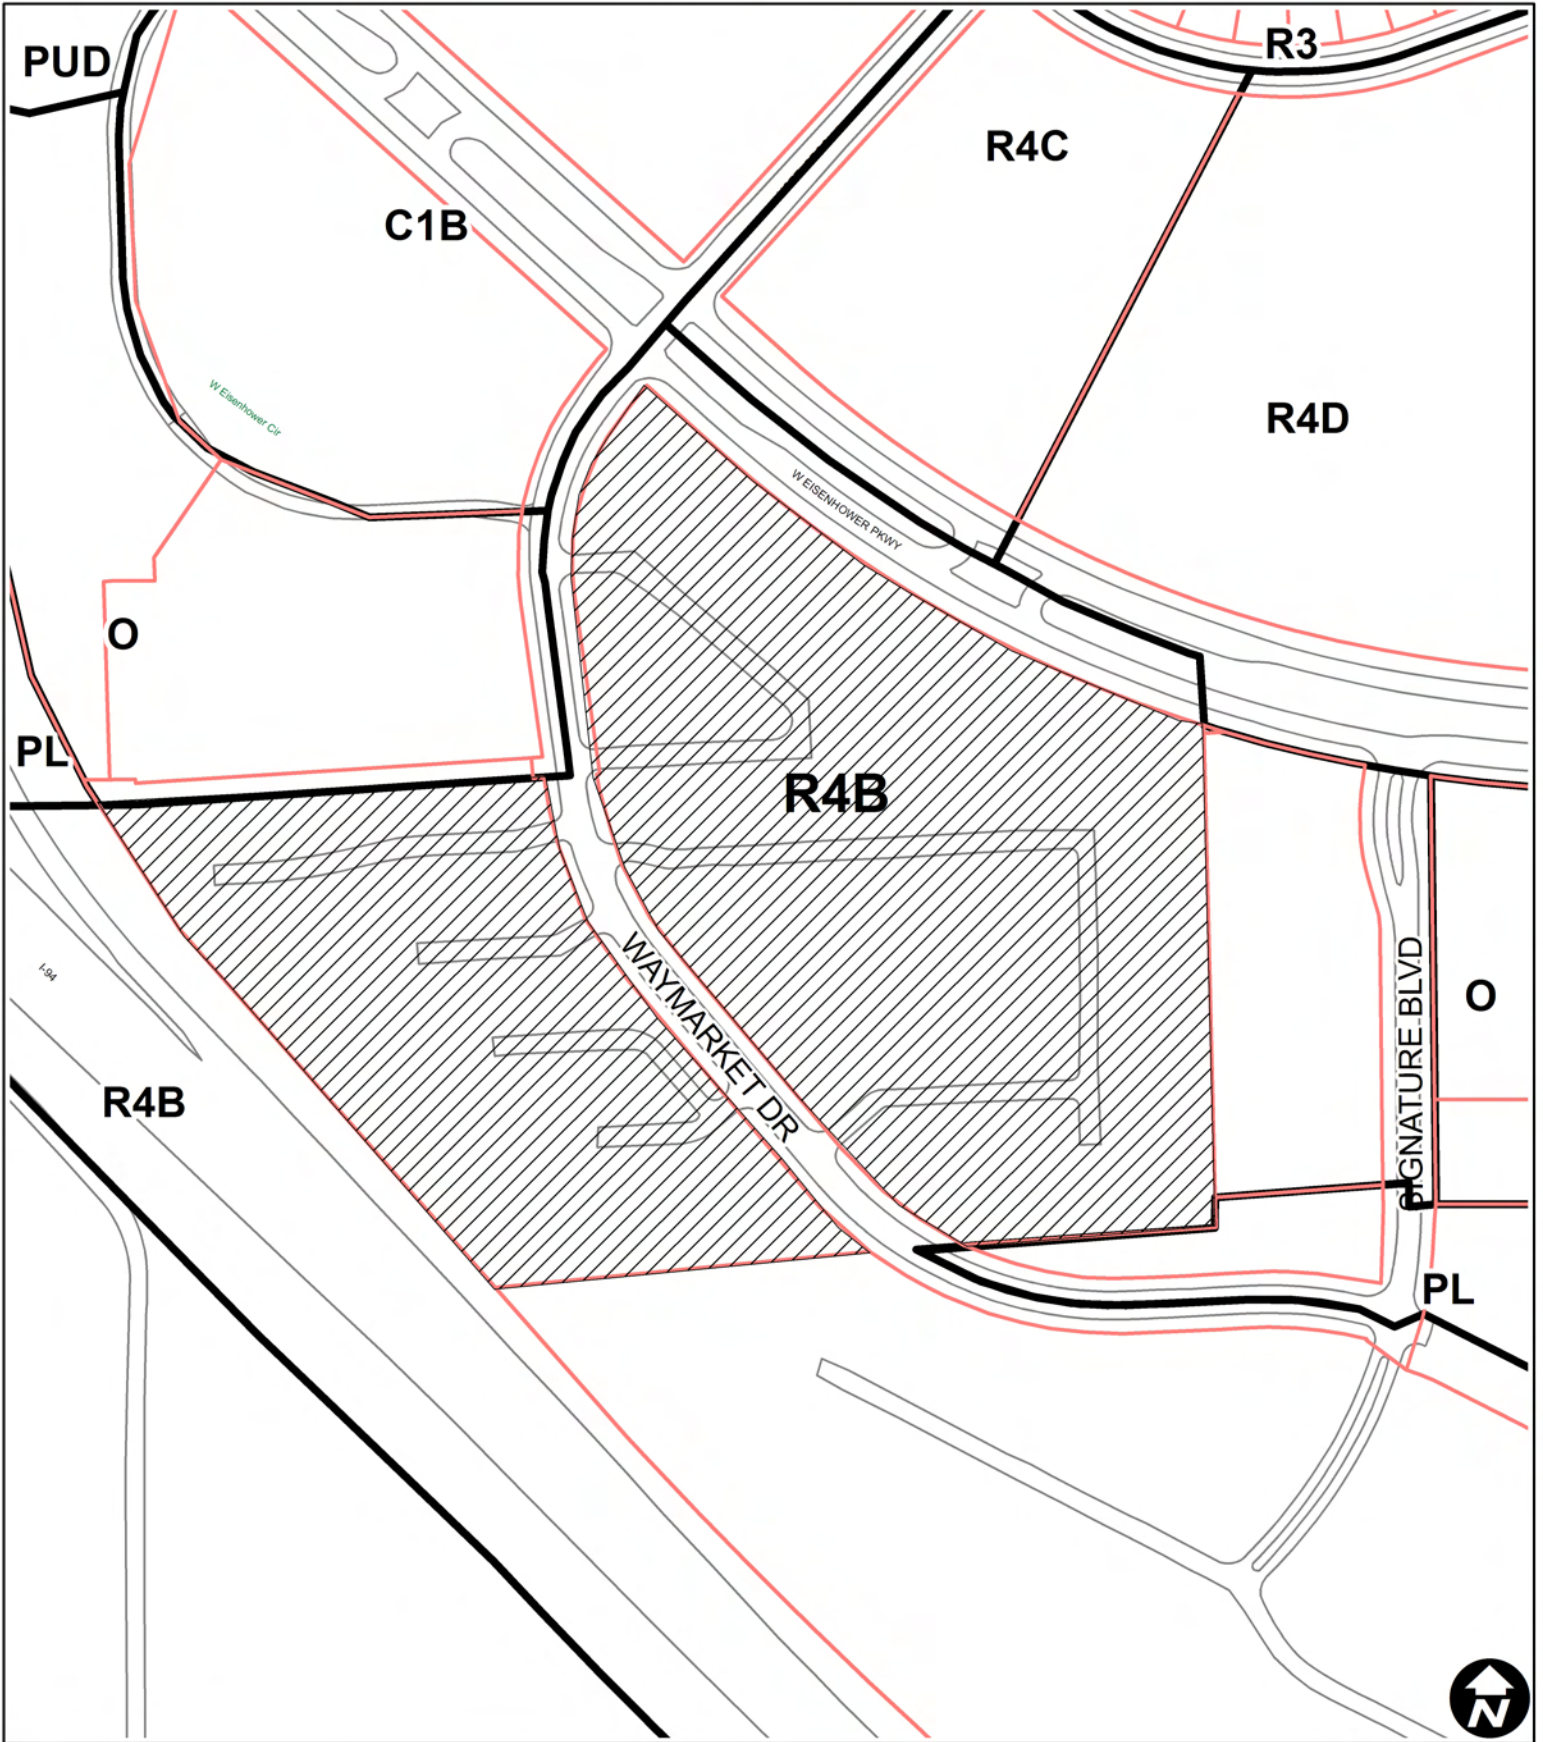 PUD
R3
R4C
C1B
W Eisenhower Cir
R4D
W EISENHOWER PKWY
O
PL
R4B
WAYMARKET DR
I-94
SIGNATURE BLVD
O
R4B
PL
N